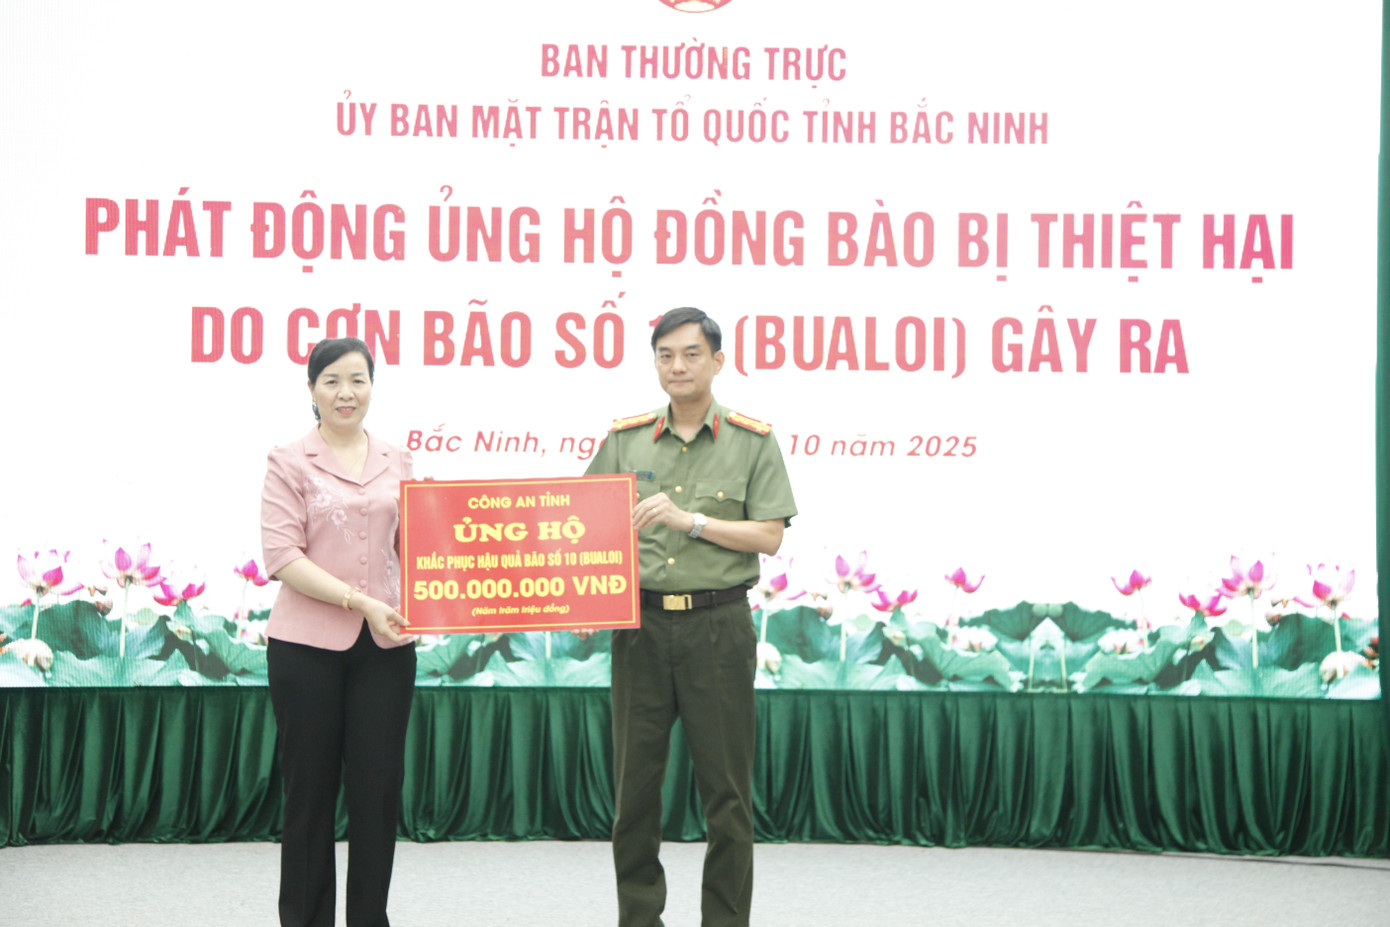 BAN THƯỜNG TRỰC
ỦY BAN MẶT TRẬN TỔ QUỐC TỈNH BẮC NINH
PHÁT ĐỘNG ỦNG HỘ ĐỒNG BÀO BỊ THIỆT HẠI
DO CƠN BÃO SỐ (BUALOI) GÂY RA
Bắc Ninh, 10 năm 2025
CÔNG AN TỈNH
ỦNG HỘ
KHẮC PHỤC HẬU QUẢ BÃO SỐ 10 (BUALOI)
500.000.000 VNĐ
(Năm trăm triệu đồng)